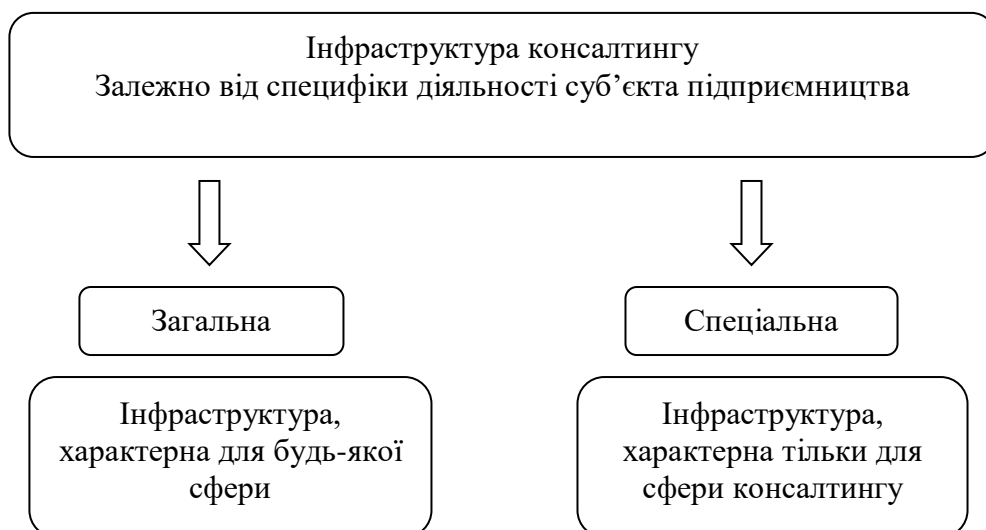 Інфраструктура консалтингу
Залежно від специфіки діяльності суб’єкта підприємництва
Загальна
Спеціальна
Інфраструктура,
характерна для будь-якої
сфери
Інфраструктура,
характерна тільки для
сфери консалтингу